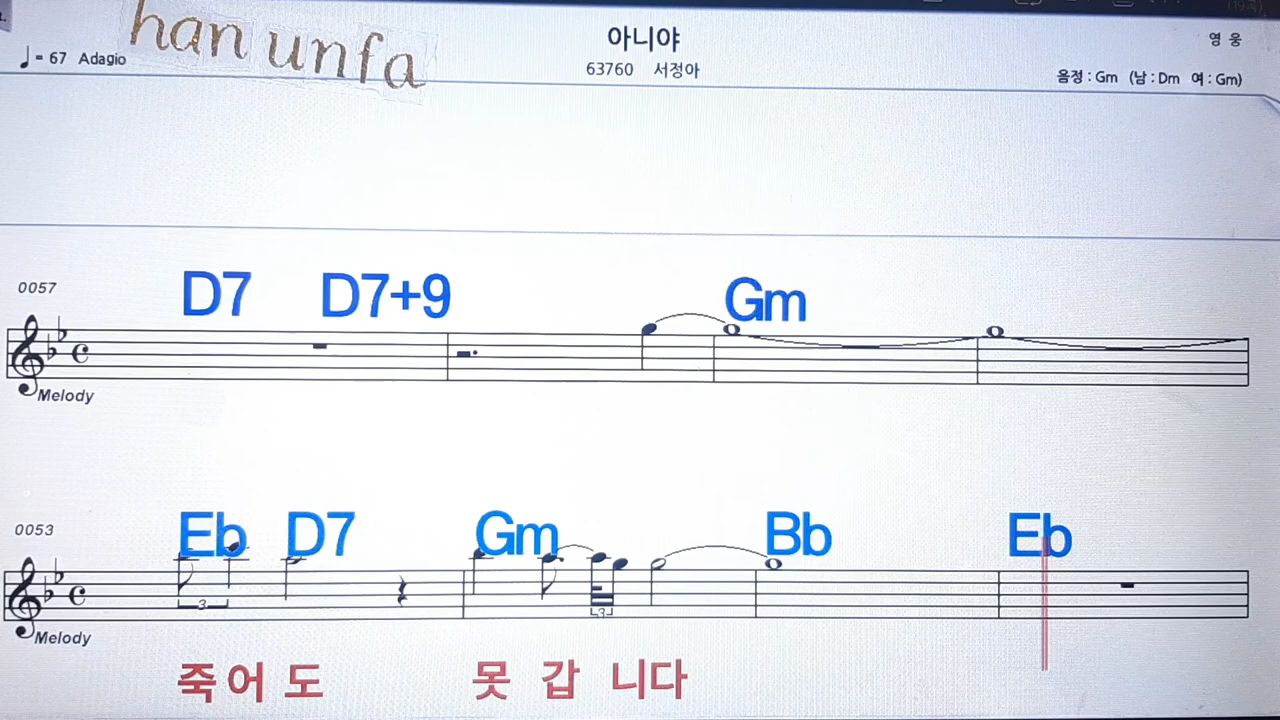 han unfa
아니야
영 웅
♩= 67 Adagio
63760 서정아
음정 : Gm (남 : Dm 여 : Gm)
0057
D7 D7+9 Gm
Melody
0053
Eb D7 Gm Bb Eb
3 3
Melody
죽 어 도 못 갑 니다